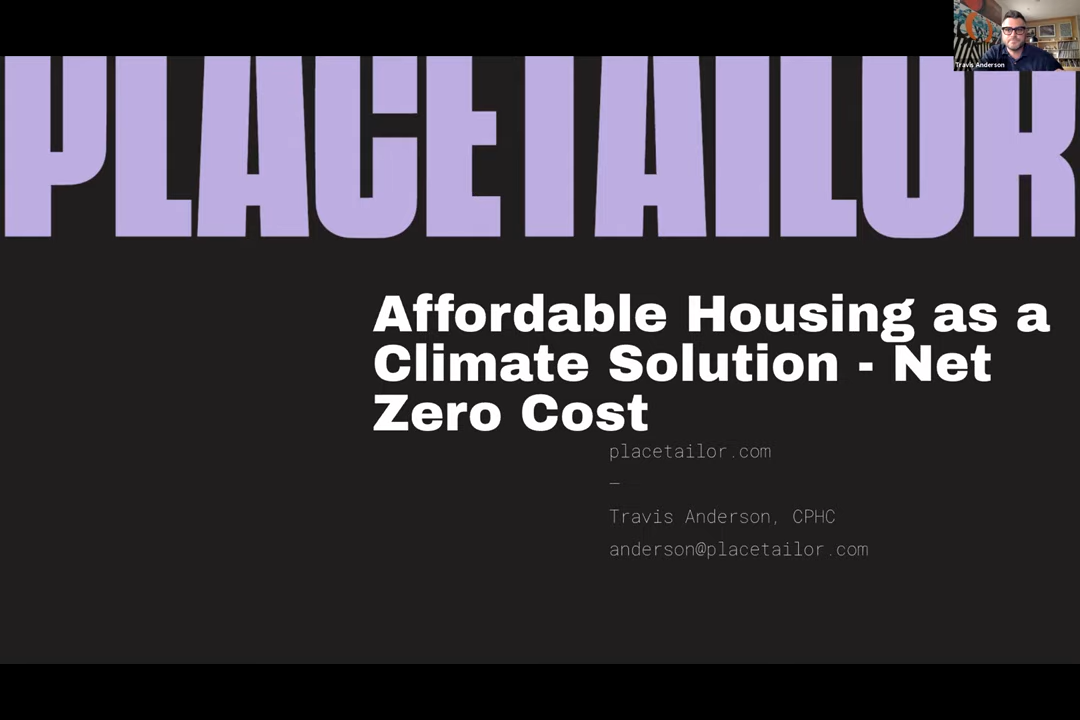 PLACETAILOR
Travis Anderson
Affordable Housing as a
Climate Solution - Net
Zero Cost
placetailor.com
—
Travis Anderson, CPHC
anderson@placetailor.com